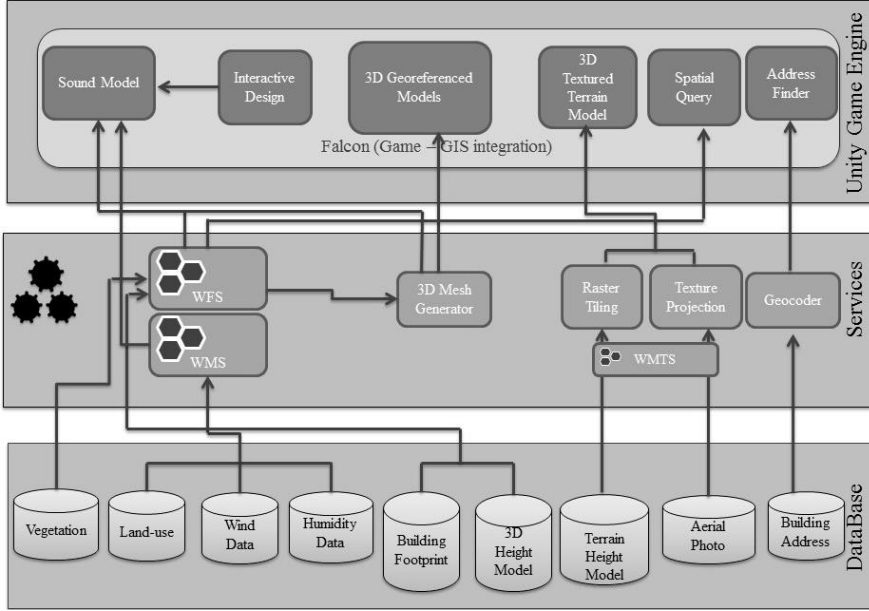 Sound Model
Interactive
Design
3D Georeferenced
Models
3D
Textured
Terrain
Model
Spatial
Query
Address
Finder
Falcon (Game – GIS integration)
Unity Game Engine
WFS
WMS
3D Mesh
Generator
Raster
Tiling
Texture
Projection
Geocoder
WMTS
Services
Vegetation
Land-use
Wind
Data
Humidity
Data
Building
Footprint
3D
Height
Model
Terrain
Height
Model
Aerial
Photo
Building
Address
DataBase